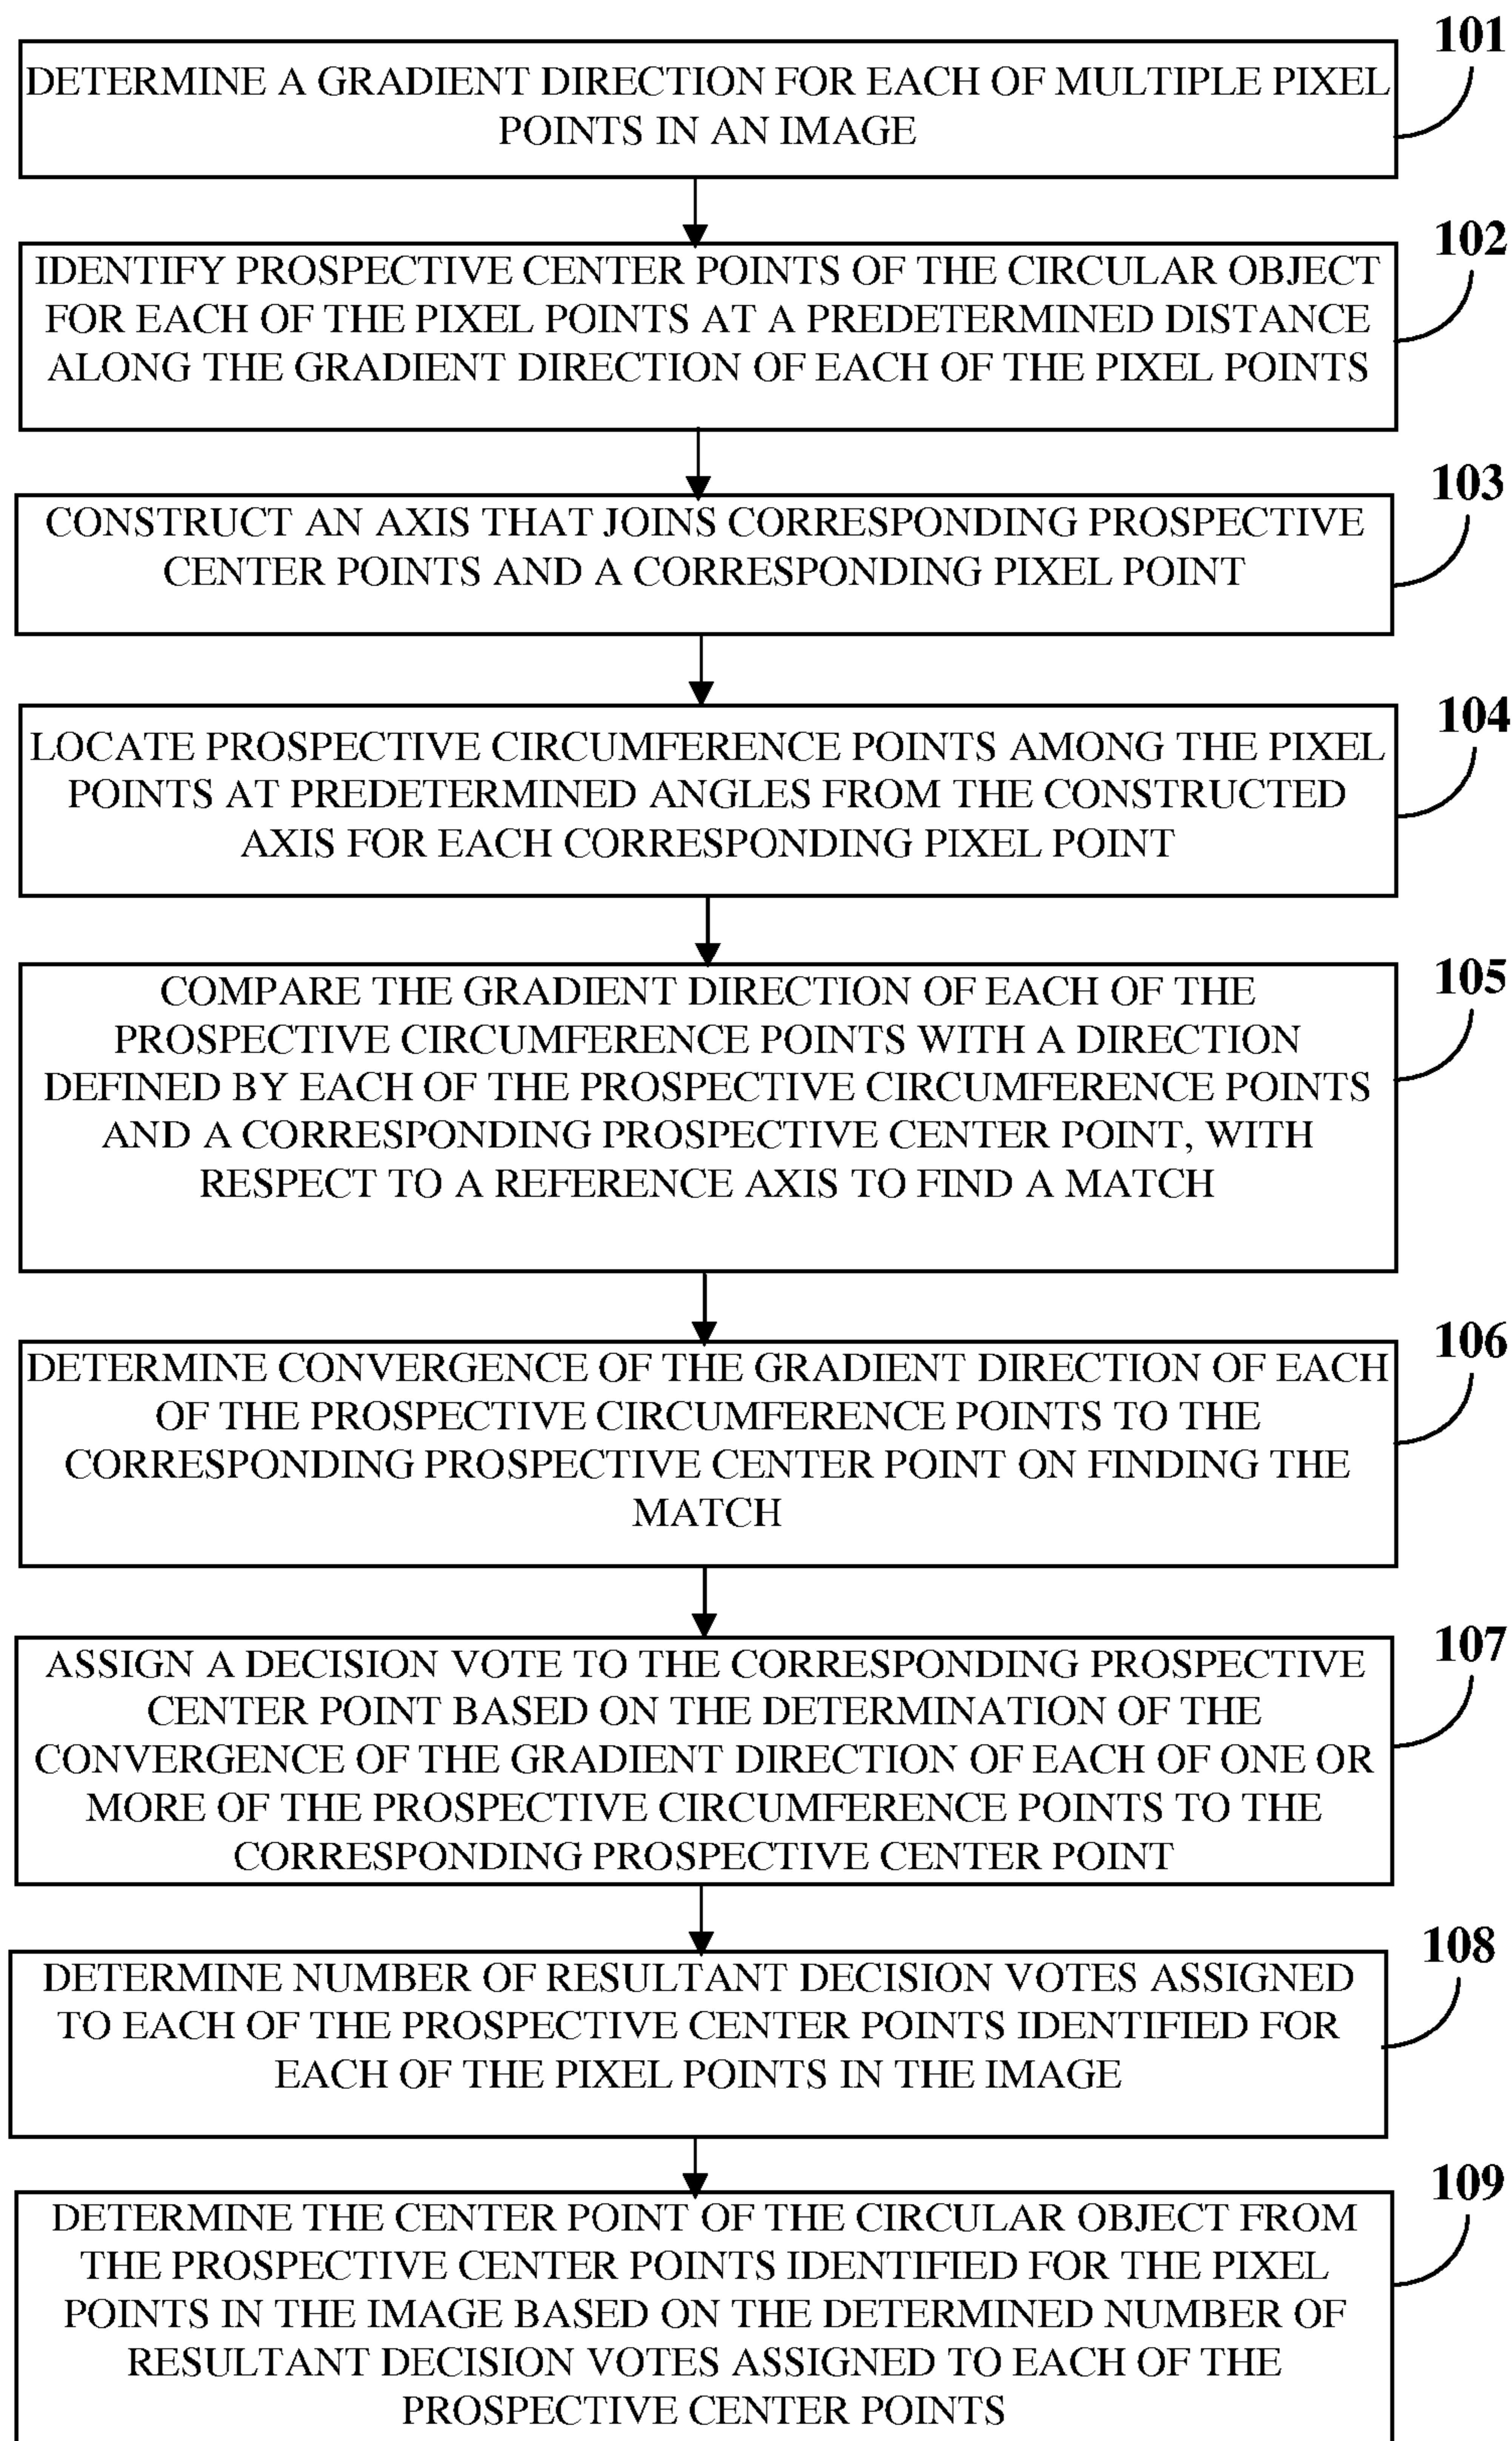 101
DETERMINE A GRADIENT DIRECTION FOR EACH OF MULTIPLE PIXEL
POINTS IN AN IMAGE
102
IDENTIFY PROSPECTIVE CENTER POINTS OF THE CIRCULAR OBJECT
FOR EACH OF THE PIXEL POINTS AT A PREDETERMINED DISTANCE
ALONG THE GRADIENT DIRECTION OF EACH OF THE PIXEL POINTS
103
CONSTRUCT AN AXIS THAT JOINS CORRESPONDING PROSPECTIVE
CENTER POINTS AND A CORRESPONDING PIXEL POINT
104
LOCATE PROSPECTIVE CIRCUMFERENCE POINTS AMONG THE PIXEL
POINTS AT PREDETERMINED ANGLES FROM THE CONSTRUCTED
AXIS FOR EACH CORRESPONDING PIXEL POINT
105
COMPARE THE GRADIENT DIRECTION OF EACH OF THE
PROSPECTIVE CIRCUMFERENCE POINTS WITH A DIRECTION
DEFINED BY EACH OF THE PROSPECTIVE CIRCUMFERENCE POINTS
AND A CORRESPONDING PROSPECTIVE CENTER POINT, WITH
RESPECT TO A REFERENCE AXIS TO FIND A MATCH
106
DETERMINE CONVERGENCE OF THE GRADIENT DIRECTION OF EACH
OF THE PROSPECTIVE CIRCUMFERENCE POINTS TO THE
CORRESPONDING PROSPECTIVE CENTER POINT ON FINDING THE
MATCH
107
ASSIGN A DECISION VOTE TO THE CORRESPONDING PROSPECTIVE
CENTER POINT BASED ON THE DETERMINATION OF THE
CONVERGENCE OF THE GRADIENT DIRECTION OF EACH OF ONE OR
MORE OF THE PROSPECTIVE CIRCUMFERENCE POINTS TO THE
CORRESPONDING PROSPECTIVE CENTER POINT
108
DETERMINE NUMBER OF RESULTANT DECISION VOTES ASSIGNED
TO EACH OF THE PROSPECTIVE CENTER POINTS IDENTIFIED FOR
EACH OF THE PIXEL POINTS IN THE IMAGE
109
DETERMINE THE CENTER POINT OF THE CIRCULAR OBJECT FROM
THE PROSPECTIVE CENTER POINTS IDENTIFIED FOR THE PIXEL
POINTS IN THE IMAGE BASED ON THE DETERMINED NUMBER OF
RESULTANT DECISION VOTES ASSIGNED TO EACH OF THE
PROSPECTIVE CENTER POINTS